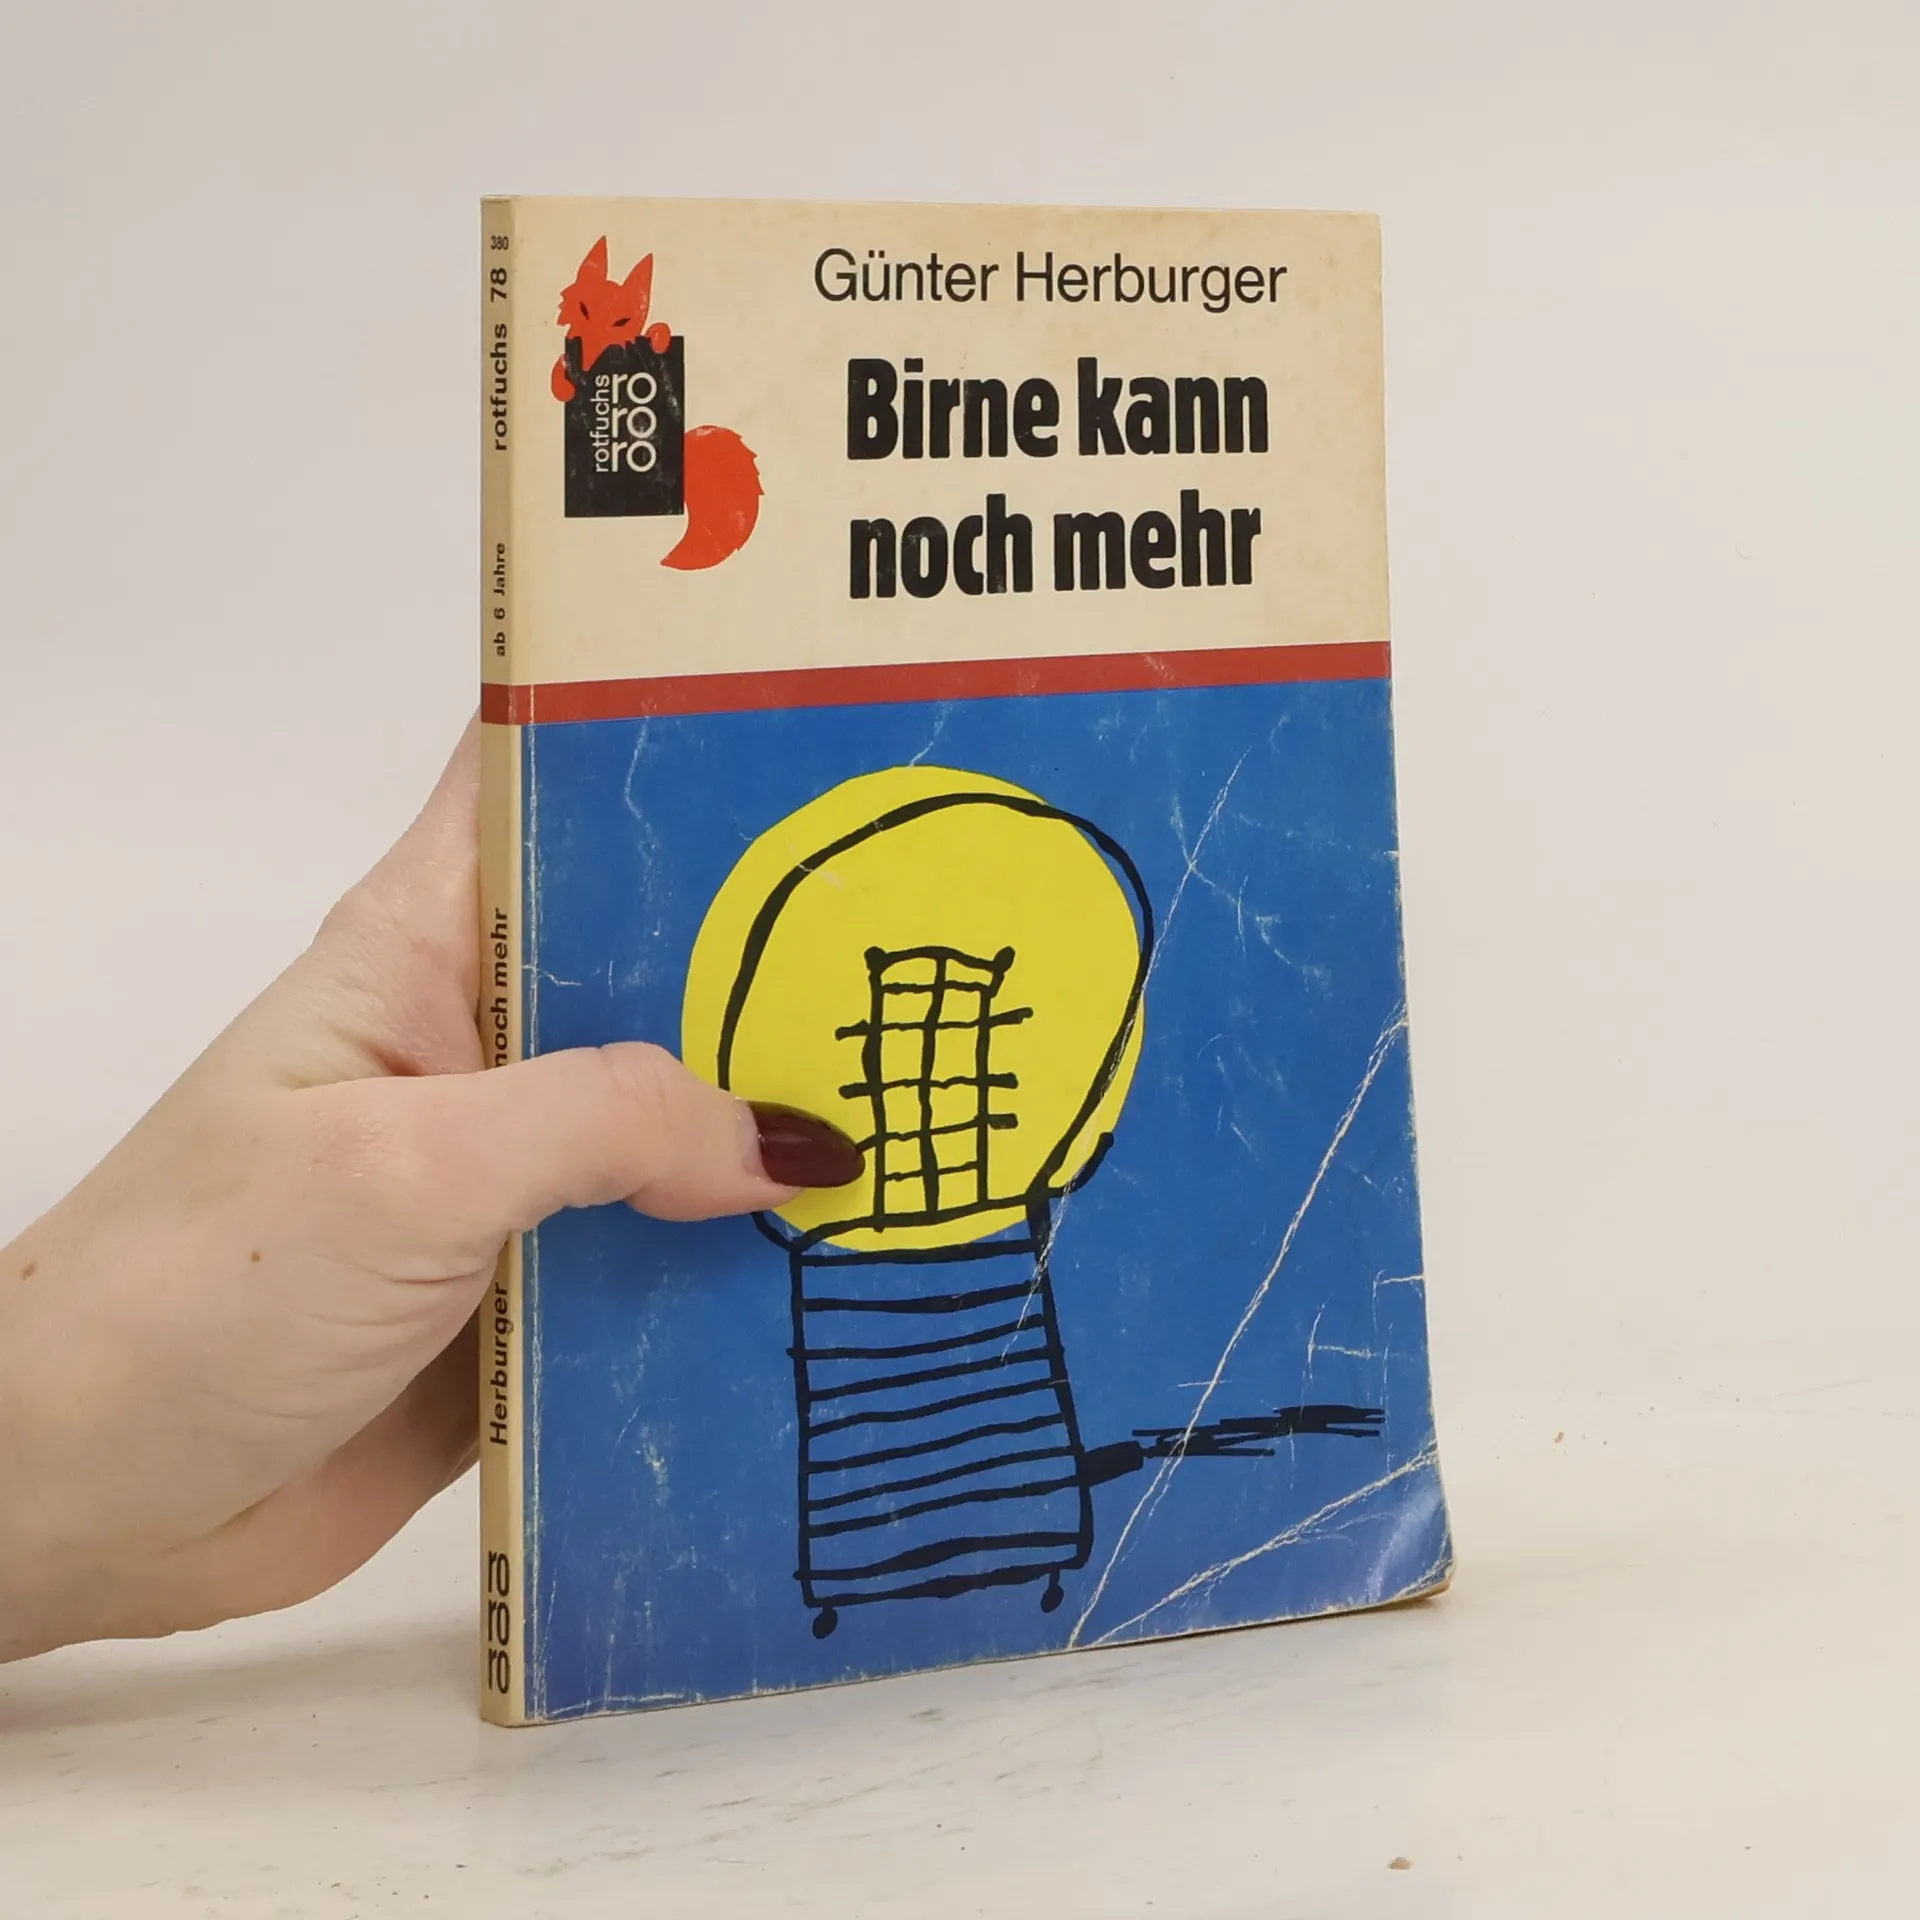 Günter Herburger
Birne kann
noch mehr
rotfuchs
ro
ro
ro
380
rotfuchs 78
ab 6 Jahre
noch mehr
Herburger
ro
ro
ro